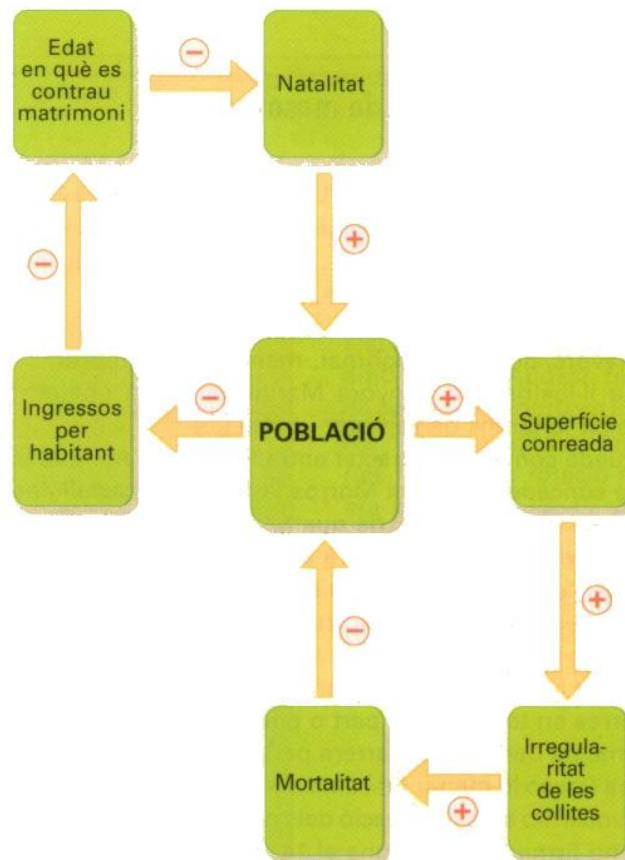 Edat
en què es
contrau
matrimoni
−
Natalitat
−
+
Ingressos
per
habitant
−
POBLACIÓ
+
Superfície
conreada
−
+
Mortalitat
+
Irregula-
ritat
de les
collites